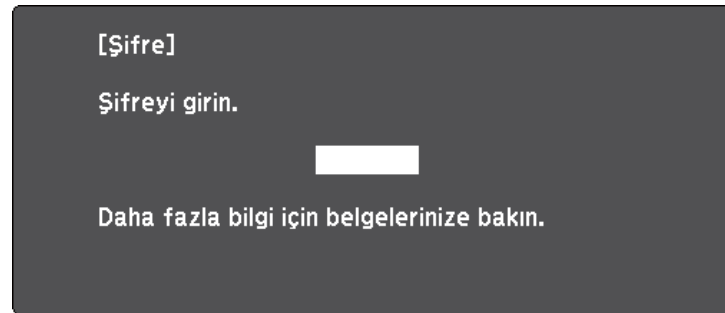 [Şifre]
Şifreyi girin.
Daha fazla bilgi için belgelerinize bakın.